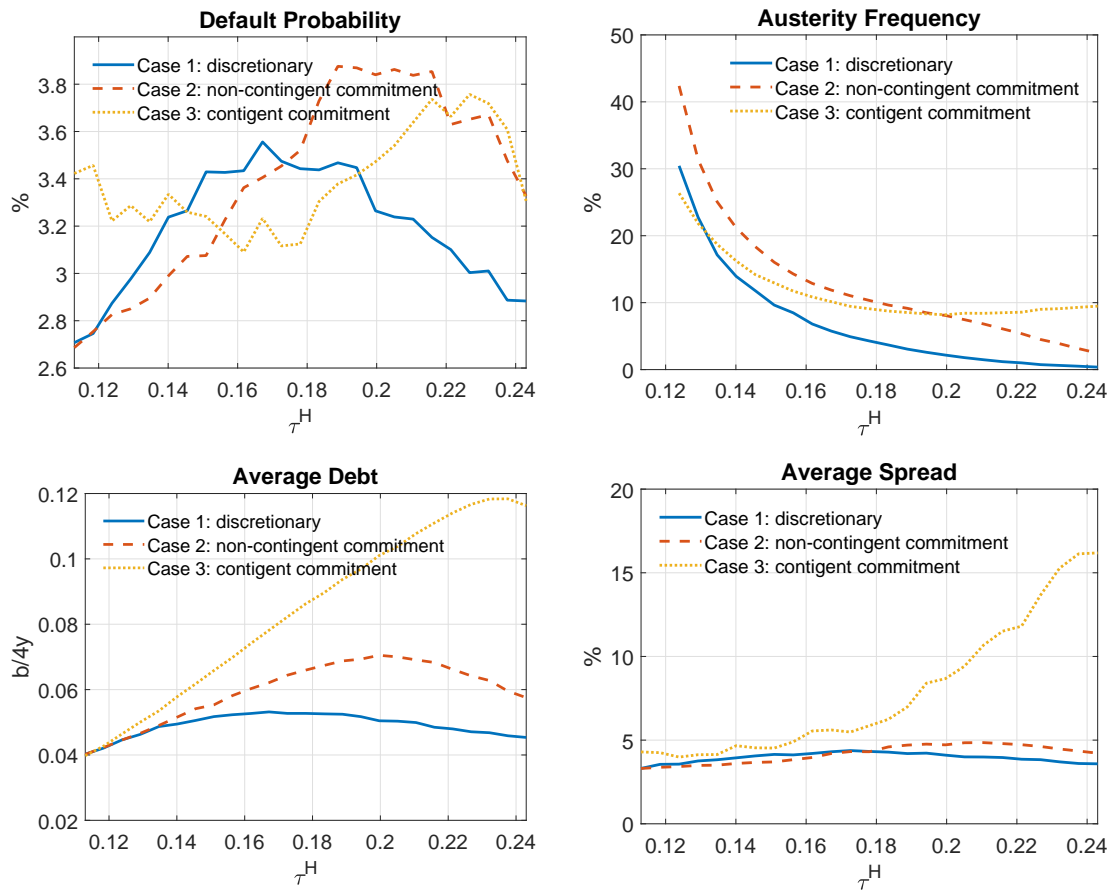 Default Probability
3.8
3.6
3.4
3.2
3
2.8
2.6
%
Case 1: discretionary
Case 2: non-contingent commitment
Case 3: contigent commitment
0.12 0.14 0.16 0.18 0.2 0.22 0.24
τ^H
Austerity Frequency
50
40
30
20
10
0
%
Case 1: discretionary
Case 2: non-contingent commitment
Case 3: contigent commitment
0.12 0.14 0.16 0.18 0.2 0.22 0.24
τ^H
Average Debt
0.12
0.1
0.08
0.06
0.04
0.02
b/4y
Case 1: discretionary
Case 2: non-contingent commitment
Case 3: contigent commitment
0.12 0.14 0.16 0.18 0.2 0.22 0.24
τ^H
Average Spread
20
15
10
5
0
%
Case 1: discretionary
Case 2: non-contingent commitment
Case 3: contigent commitment
0.12 0.14 0.16 0.18 0.2 0.22 0.24
τ^H